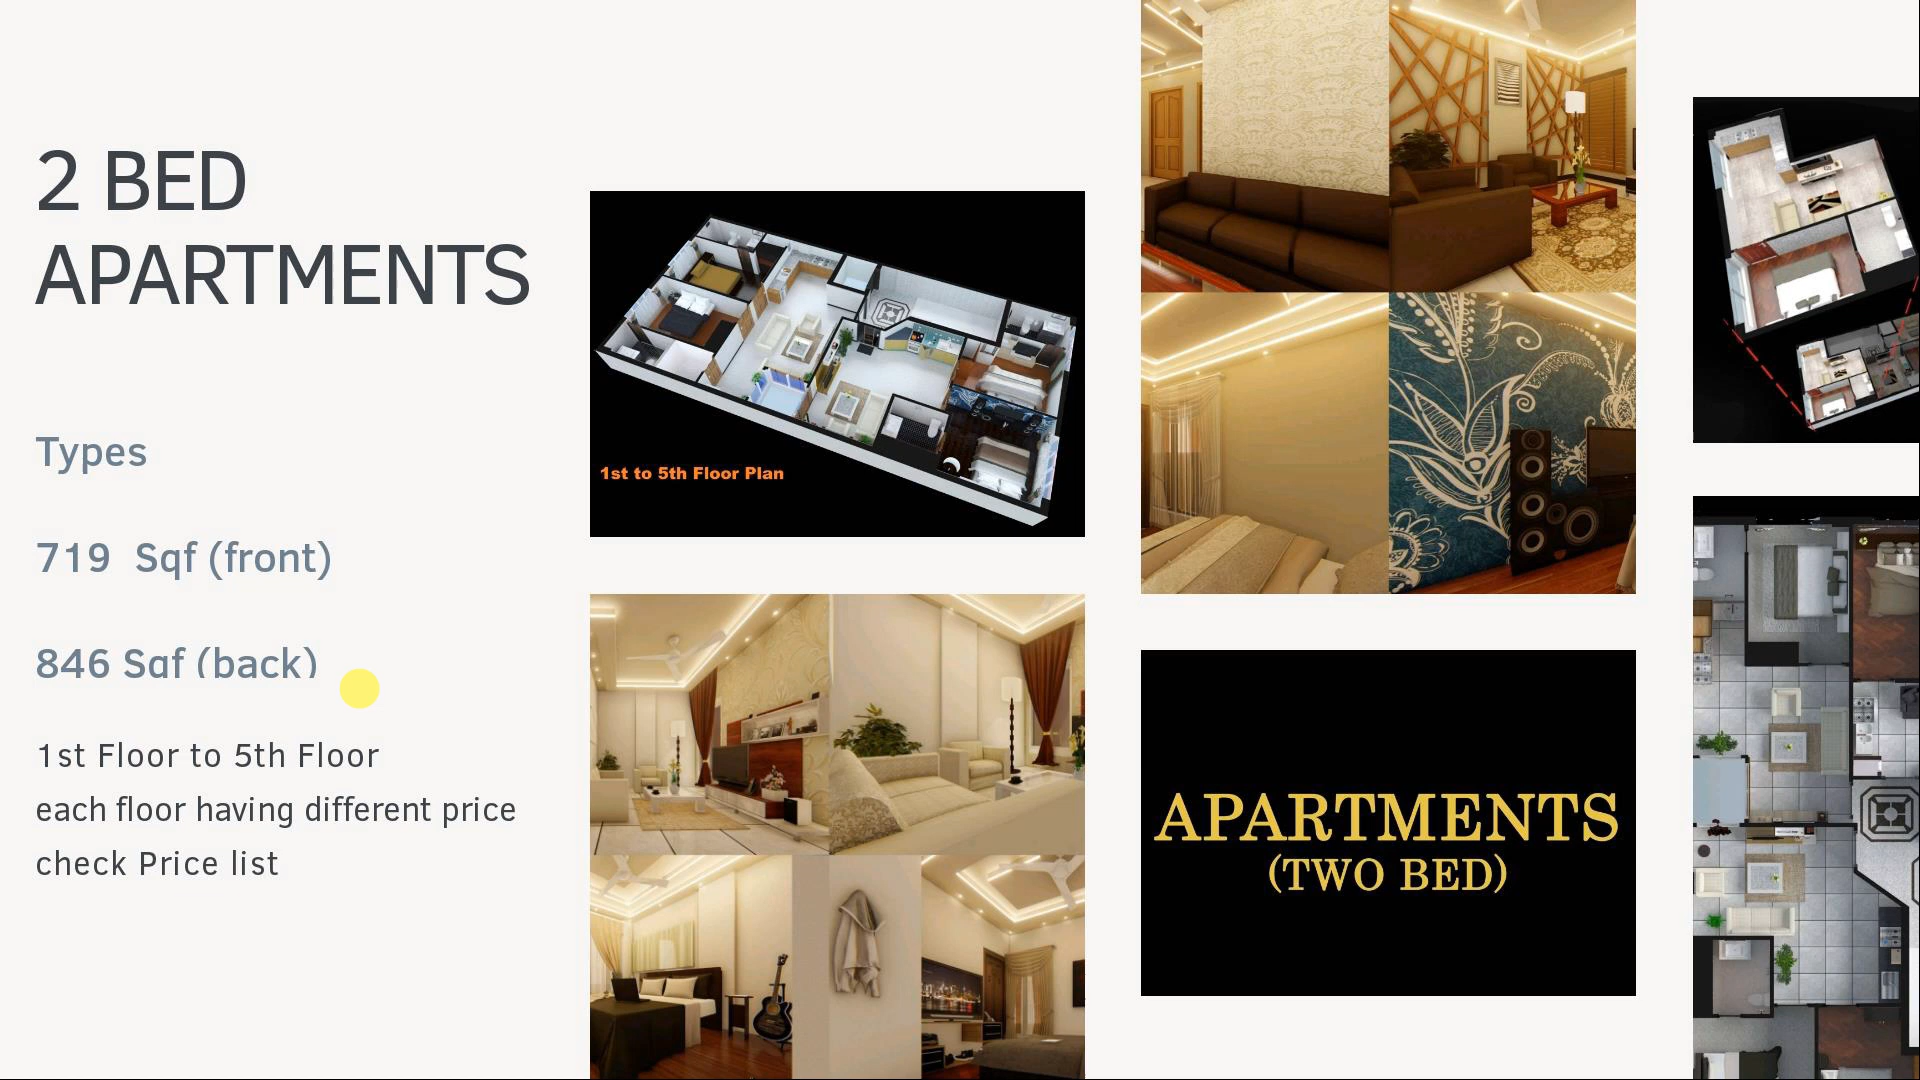 2 BED
APARTMENTS
Types
719 Sqf (front)
846 Sqf (back)
1st Floor to 5th Floor
each floor having different price
check Price list
1st to 5th Floor Plan
APARTMENTS
(TWO BED)